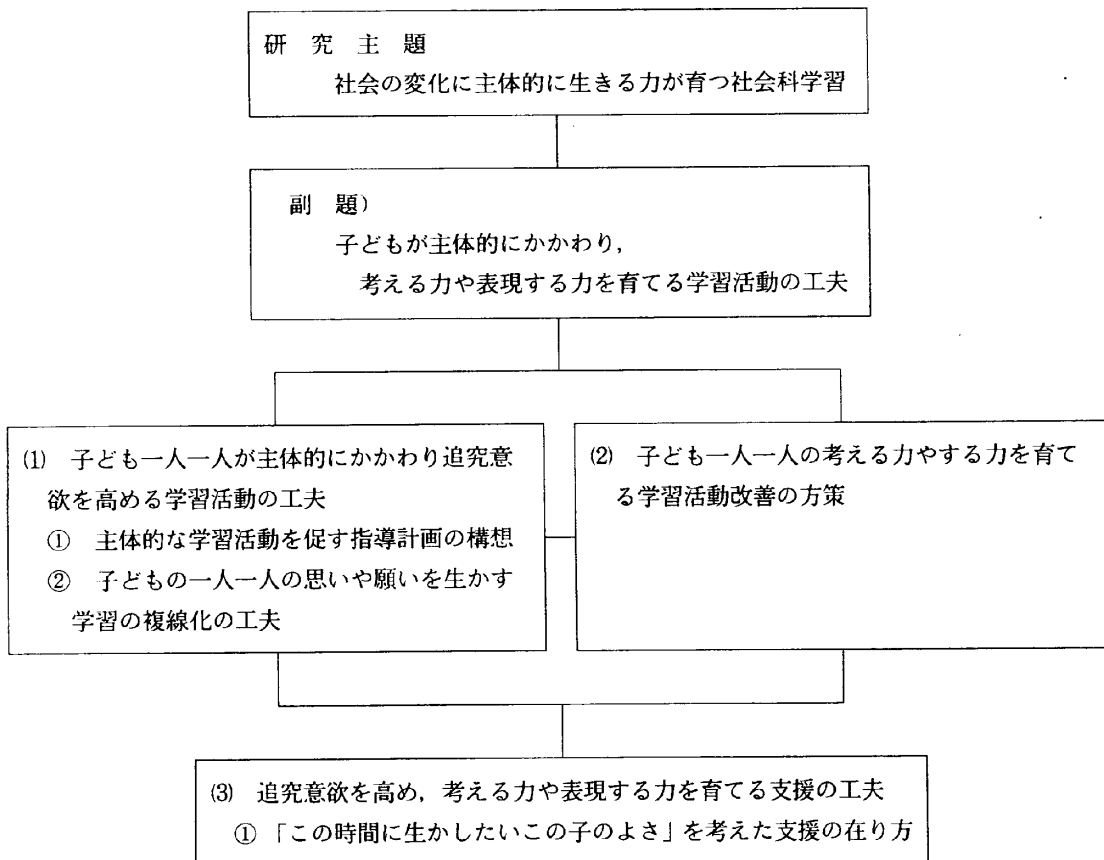 研 究 主 題
社会の変化に主体的に生きる力が育つ社会科学習
副 題）
子どもが主体的にかかわり，
考える力や表現する力を育てる学習活動の工夫
(1) 子ども一人一人が主体的にかかわり追究意
欲を高める学習活動の工夫
① 主体的な学習活動を促す指導計画の構想
② 子どもの一人一人の思いや願いを生かす
学習の複線化の工夫
(2) 子ども一人一人の考える力やする力を育て
る学習活動改善の方策
(3) 追究意欲を高め，考える力や表現する力を育てる支援の工夫
① 「この時間に生かしたいこの子のよさ」を考えた支援の在り方